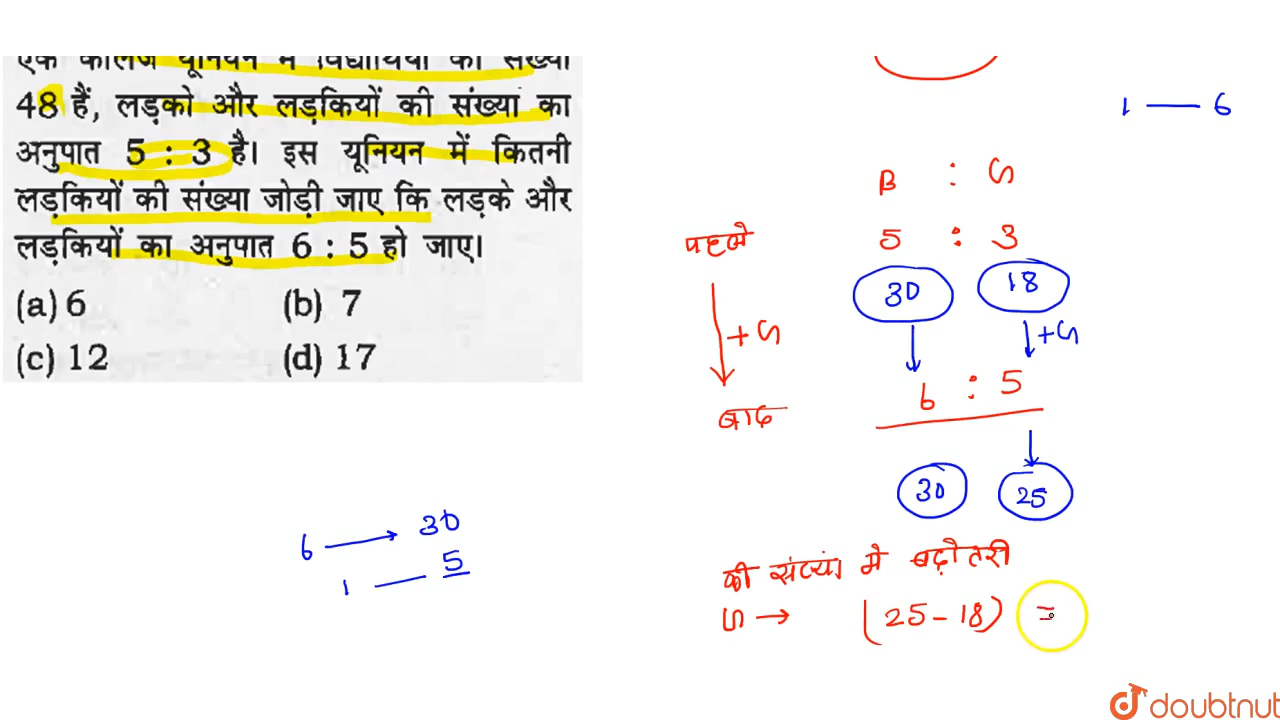 एक कॉलेज यूनियन में विद्यार्थियों की संख्या
48 हैं, लड़को और लड़कियों की संख्या का
अनुपात 5 : 3 है। इस यूनियन में कितनी
लड़कियों की संख्या जोड़ी जाए कि लड़के और
लड़कियों का अनुपात 6 : 5 हो जाए।
(a) 6 (b) 7
(c) 12 (d) 17
1 — 6
B : G
पहले 5 : 3
30 18
+G +G
6 : 5
बाद
30 25
6 → 30
1 — 5
की संख्या में बढ़ोतरी
G → (25 - 18) =
doubtnut